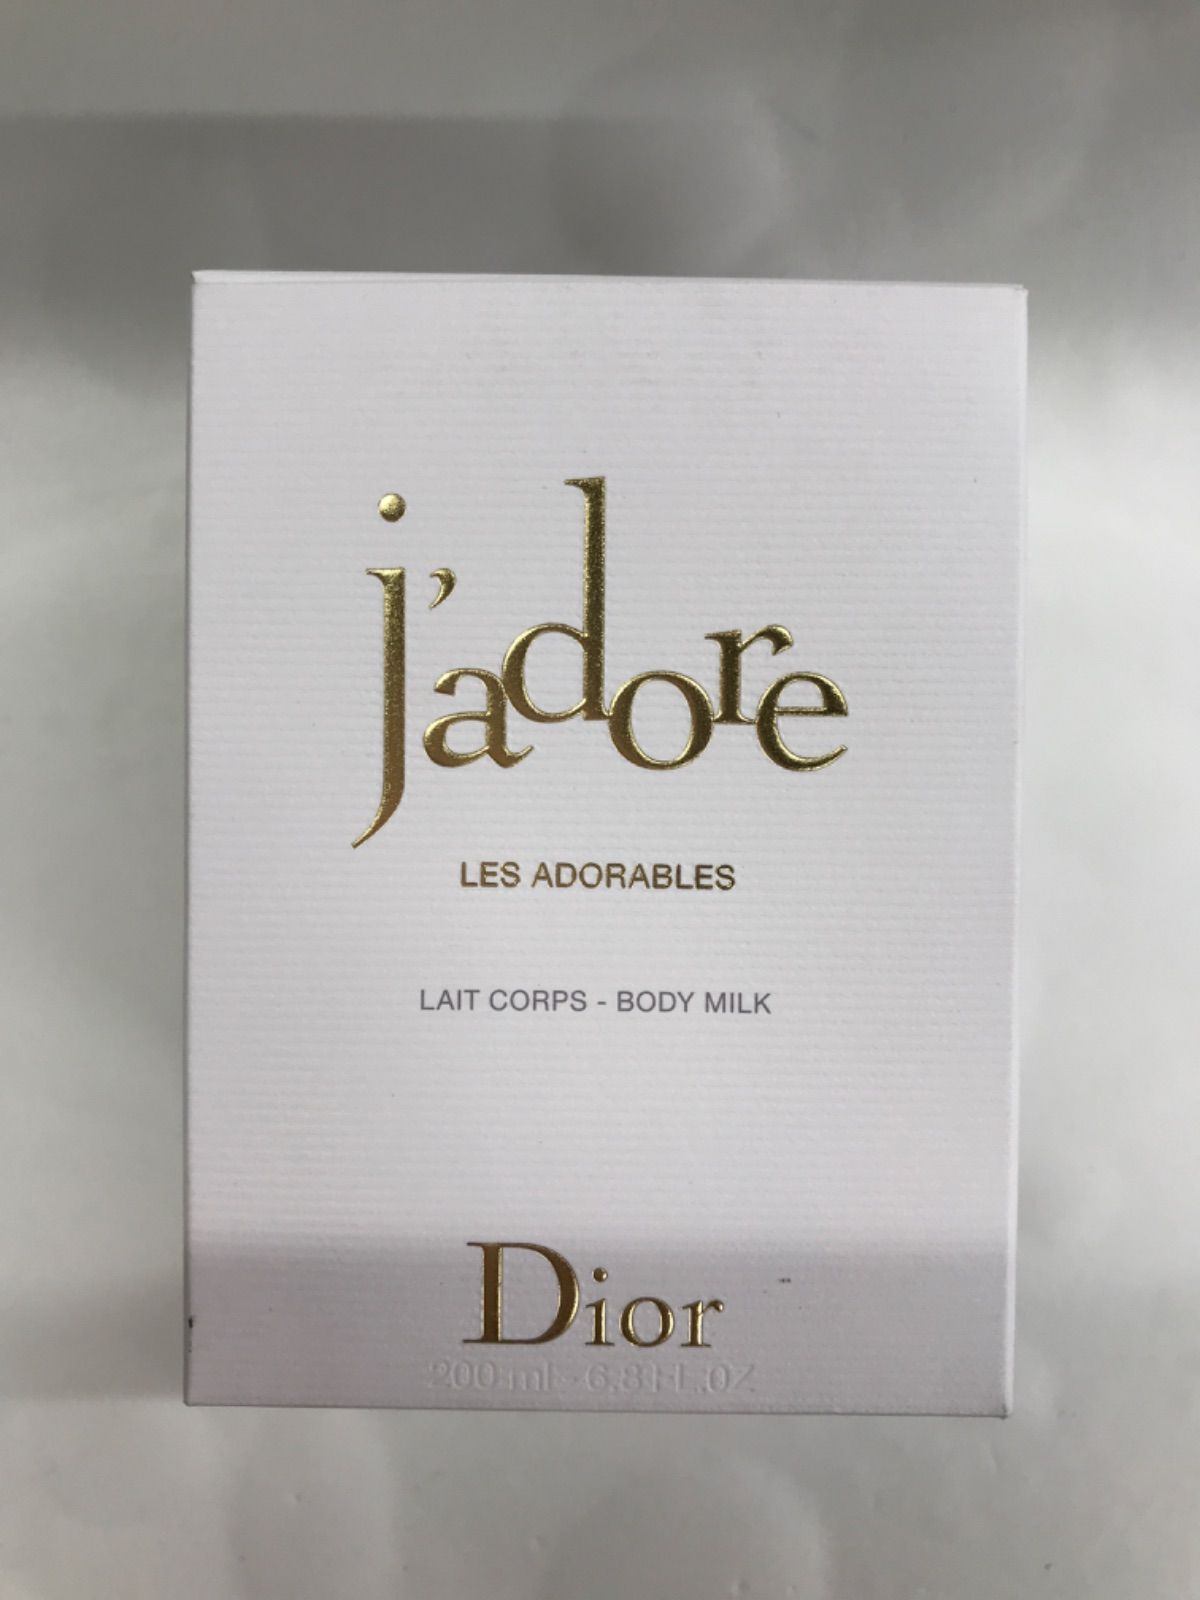 j'adore
LES ADORABLES
LAIT CORPS - BODY MILK
Dior
200 ml - 6.8 FL.OZ